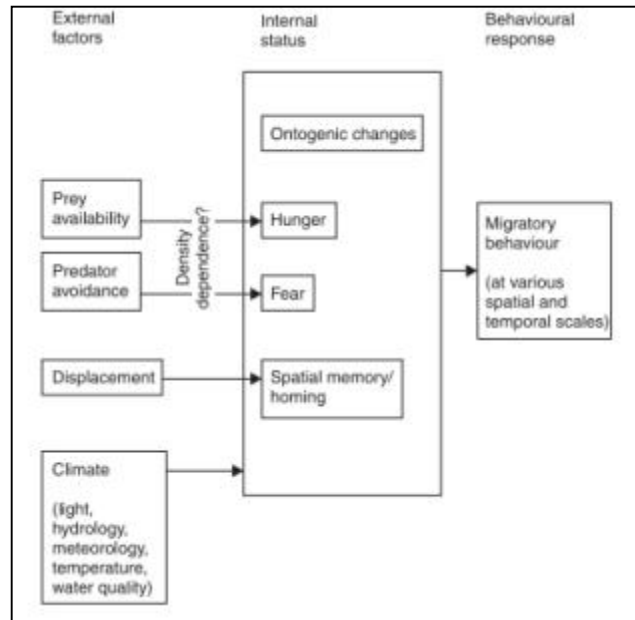 External
factors
Internal
status
Behavioural
response
Ontogenic changes
Prey
availability
Density
dependence?
Hunger
Predator
avoidance
Fear
Migratory
behaviour
(at various
spatial and
temporal scales)
Displacement
Spatial memory/
homing
Climate
(light,
hydrology,
meteorology,
temperature,
water quality)